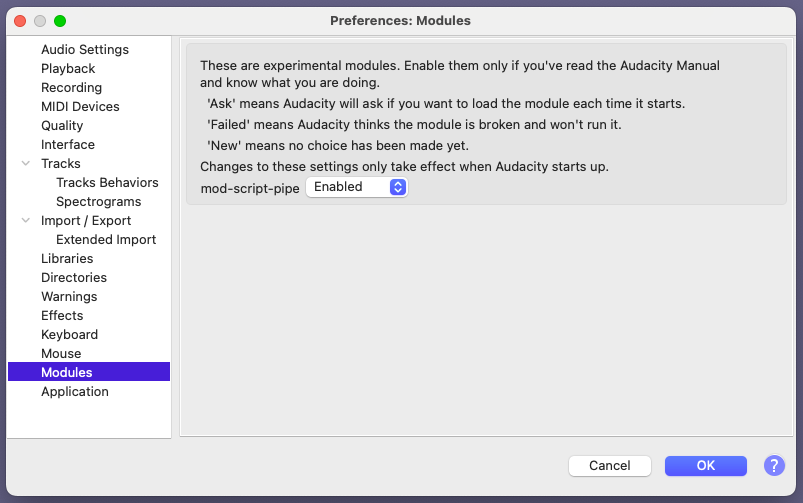 Preferences: Modules
Audio Settings
Playback
Recording
MIDI Devices
Quality
Interface
Tracks
Tracks Behaviors
Spectrograms
Import / Export
Extended Import
Libraries
Directories
Warnings
Effects
Keyboard
Mouse
Modules
Application
These are experimental modules. Enable them only if you've read the Audacity Manual
and know what you are doing.
'Ask' means Audacity will ask if you want to load the module each time it starts.
'Failed' means Audacity thinks the module is broken and won't run it.
'New' means no choice has been made yet.
Changes to these settings only take effect when Audacity starts up.
mod-script-pipe Enabled
Cancel OK ?